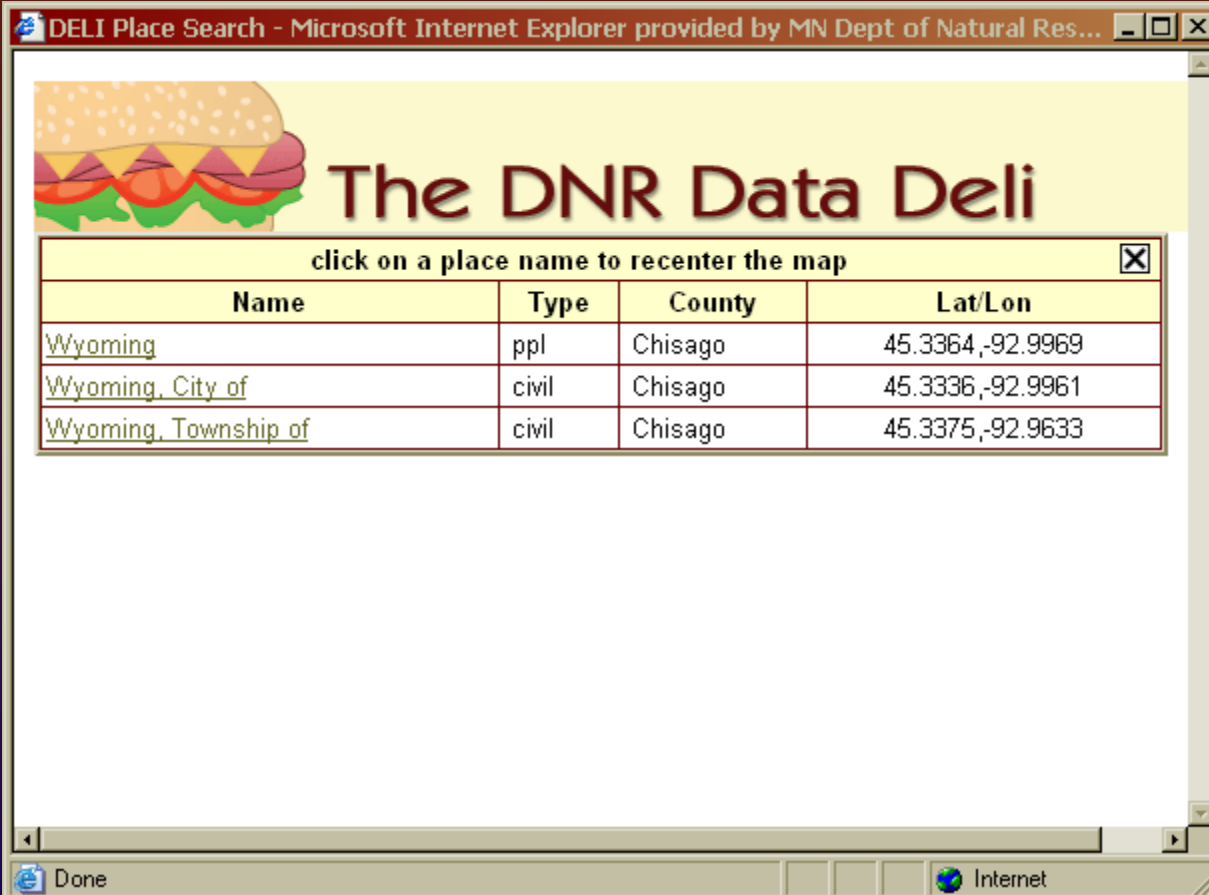 DELI Place Search - Microsoft Internet Explorer provided by MN Dept of Natural Res...
The DNR Data Deli
click on a place name to recenter the map
Name Type County Lat/Lon
Wyoming ppl Chisago 45.3364,-92.9969
Wyoming, City of civil Chisago 45.3336,-92.9961
Wyoming, Township of civil Chisago 45.3375,-92.9633
Done Internet